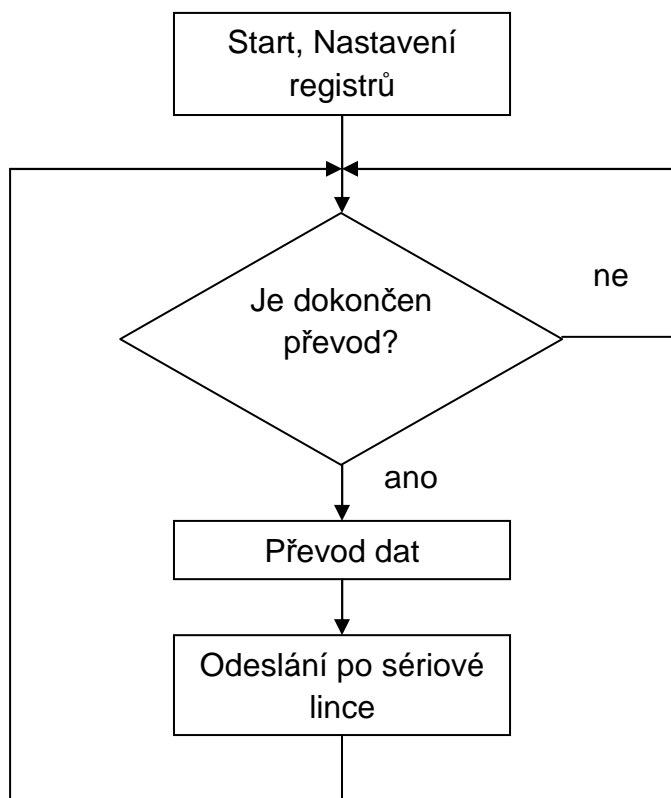 Start, Nastavení
registrů
Je dokončen
převod?
ne
ano
Převod dat
Odeslání po sériové
lince